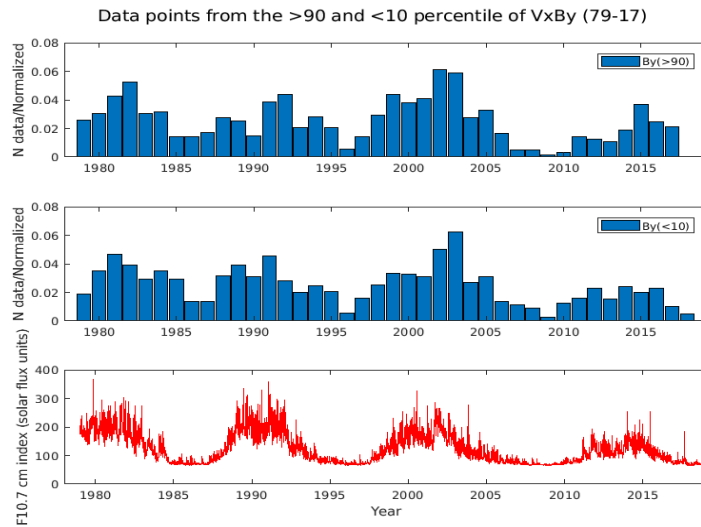 Data points from the >90 and <10 percentile of VxBy (79-17)
N data/Normalized
0.08
0.06
0.04
0.02
0
By(>90)
1980 1985 1990 1995 2000 2005 2010 2015
N data/Normalized
0.08
0.06
0.04
0.02
0
By(<10)
1980 1985 1990 1995 2000 2005 2010 2015
F10.7 cm index (solar flux units)
400
300
200
100
0
1980 1985 1990 1995 2000 2005 2010 2015
Year